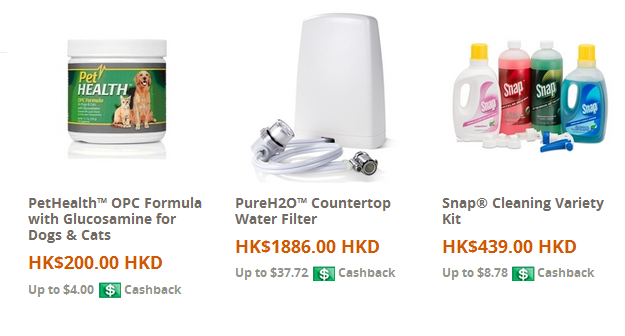 Pet
HEALTH™
OPC Formula
Snap
Snap
Snap
Snap
PetHealth™ OPC Formula
with Glucosamine for
Dogs & Cats
HK$200.00 HKD
Up to $4.00 $ Cashback
PureH2O™ Countertop
Water Filter
HK$1886.00 HKD
Up to $37.72 $ Cashback
Snap® Cleaning Variety
Kit
HK$439.00 HKD
Up to $8.78 $ Cashback